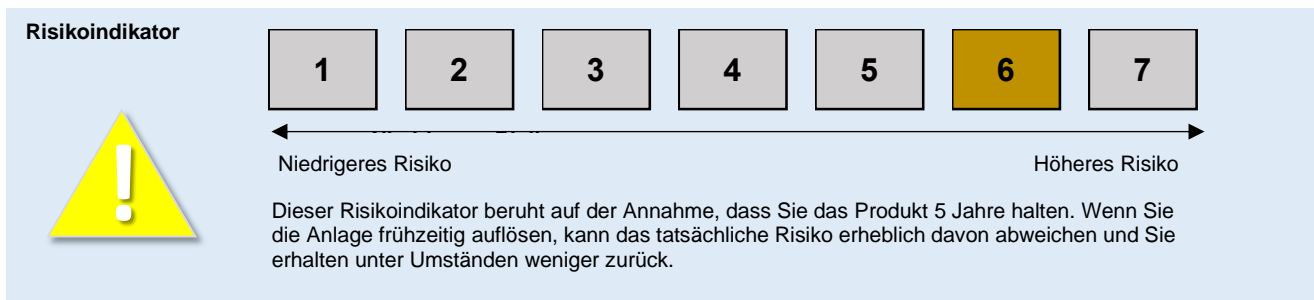 Risikoindikator
1 2 3 4 5 6 7
!
Niedrigeres Risiko Höheres Risiko
Dieser Risikoindikator beruht auf der Annahme, dass Sie das Produkt 5 Jahre halten. Wenn Sie
die Anlage frühzeitig auflösen, kann das tatsächliche Risiko erheblich davon abweichen und Sie
erhalten unter Umständen weniger zurück.